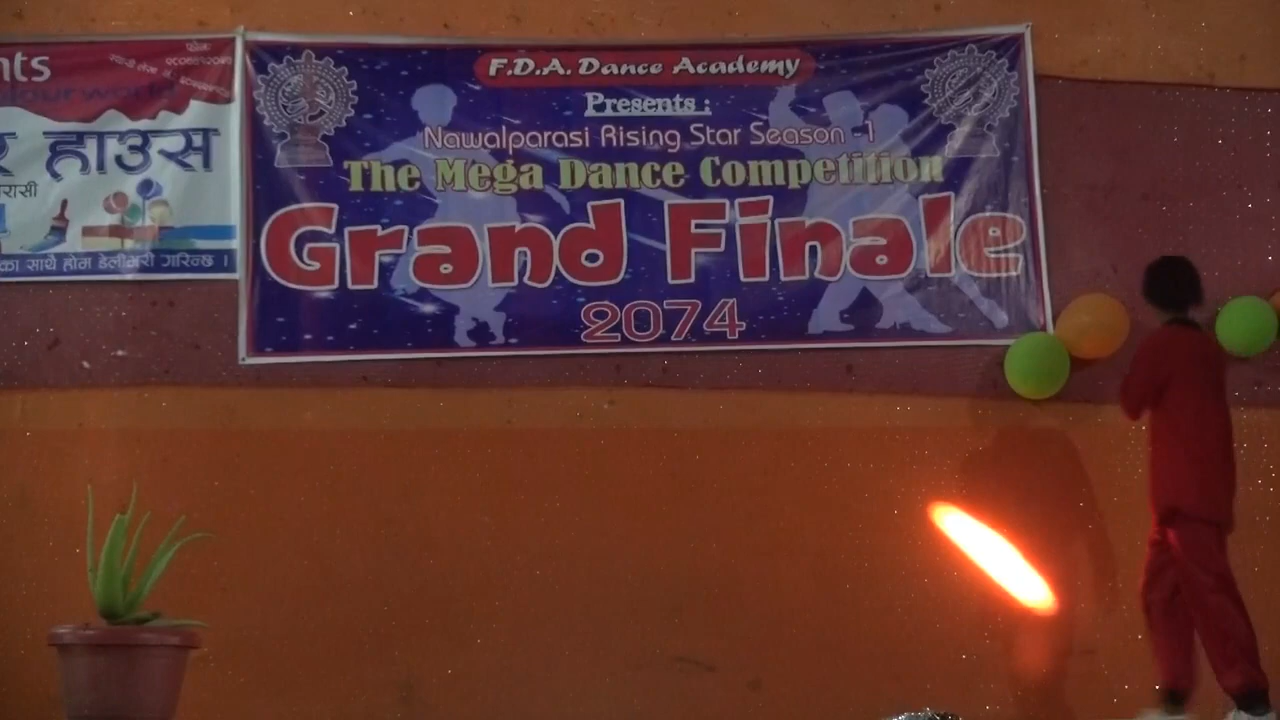 nts
colourworld
र हाउस
F.D.A. Dance Academy
Presents :
Nawalparasi Rising Star Season -1
The Mega Dance Competition
Grand Finale
2074
का साथै होम डेलीभरी गरिन्छ ।